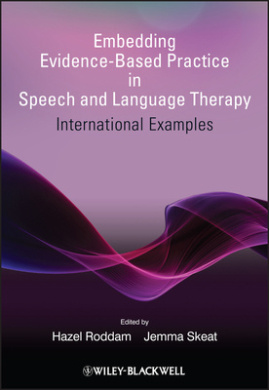 Embedding
Evidence-Based Practice
in
Speech and Language Therapy
International Examples
Edited by
Hazel Roddam Jemma Skeat
WILEY-BLACKWELL